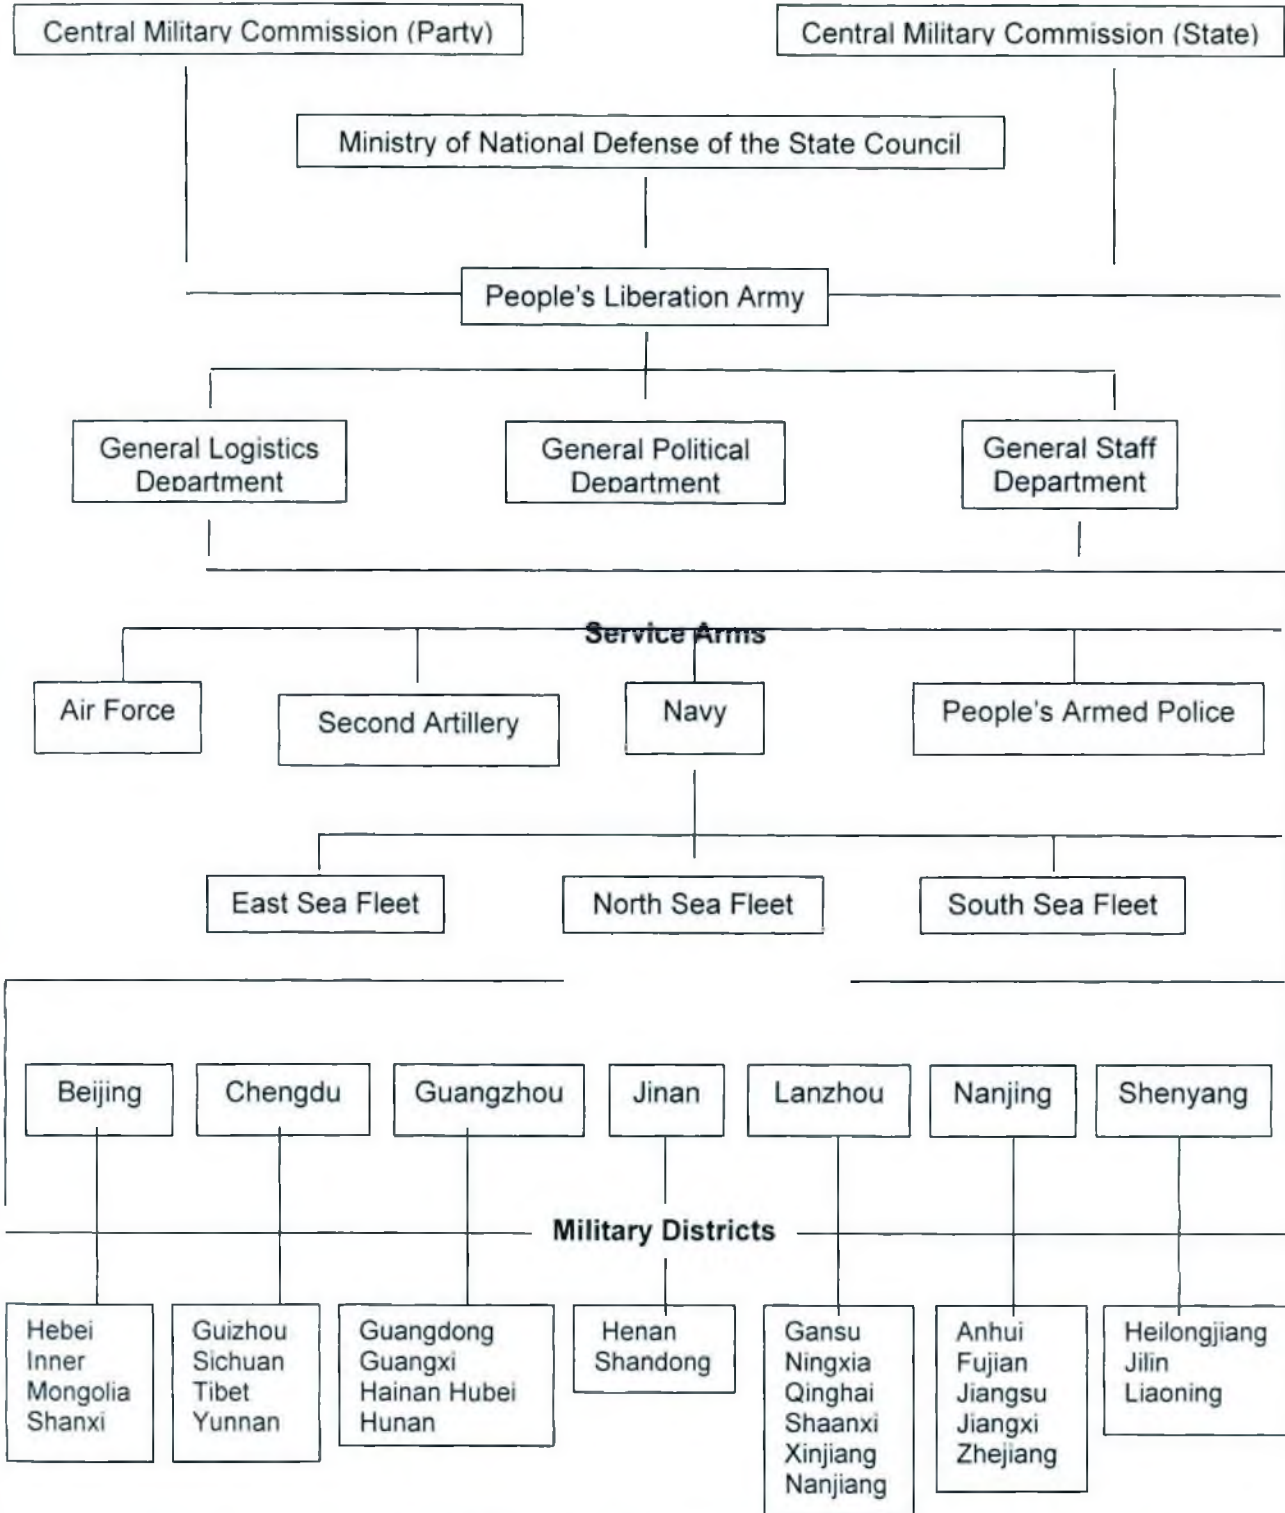 Central Military Commission (Party)
Central Military Commission (State)
Ministry of National Defense of the State Council
People's Liberation Army
General Logistics
Department
General Political
Department
General Staff
Department
Service Arms
Air Force
Second Artillery
Navy
People's Armed Police
East Sea Fleet
North Sea Fleet
South Sea Fleet
Beijing
Chengdu
Guangzhou
Jinan
Lanzhou
Nanjing
Shenyang
Military Districts
Hebei
Inner
Mongolia
Shanxi
Guizhou
Sichuan
Tibet
Yunnan
Guangdong
Guangxi
Hainan Hubei
Hunan
Henan
Shandong
Gansu
Ningxia
Qinghai
Shaanxi
Xinjiang
Nanjiang
Anhui
Fujian
Jiangsu
Jiangxi
Zhejiang
Heilongjiang
Jilin
Liaoning